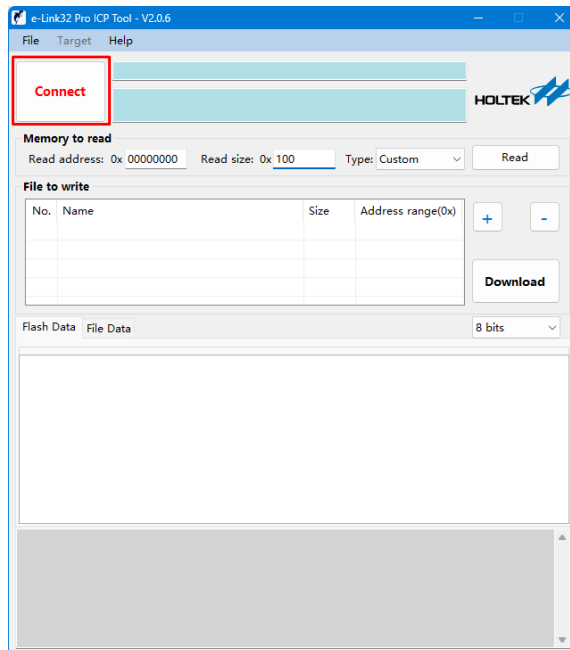 e-Link32 Pro ICP Tool - V2.0.6
File Target Help
Connect
HOLTEK
Memory to read
Read address: 0x 00000000 Read size: 0x 100 Type: Custom Read
File to write
No. Name Size Address range(0x)
+ -
Download
Flash Data File Data 8 bits